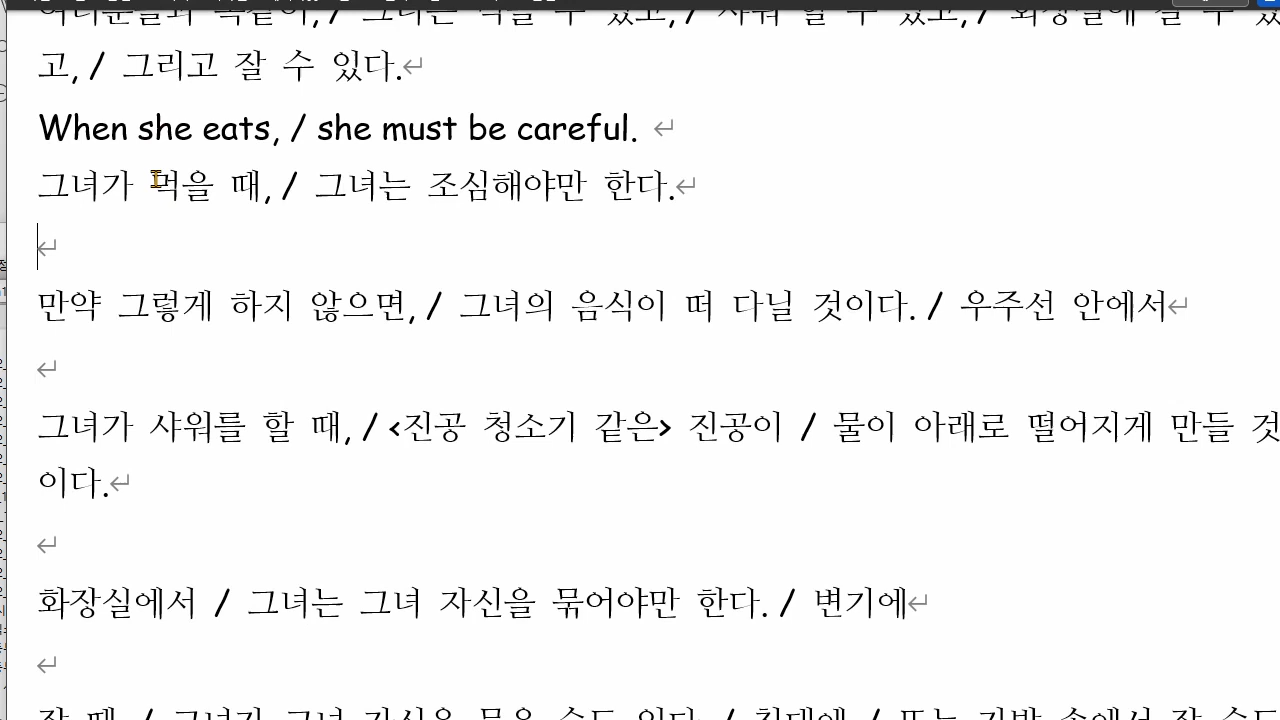 고, / 그리고 잘 수 있다.↵
When she eats, / she must be careful. ↵
그녀가 먹을 때, / 그녀는 조심해야만 한다.↵
↵
만약 그렇게 하지 않으면, / 그녀의 음식이 떠 다닐 것이다. / 우주선 안에서↵
↵
그녀가 샤워를 할 때, / <진공 청소기 같은> 진공이 / 물이 아래로 떨어지게 만들 것
이다.↵
↵
화장실에서 / 그녀는 그녀 자신을 묶어야만 한다. / 변기에↵
↵